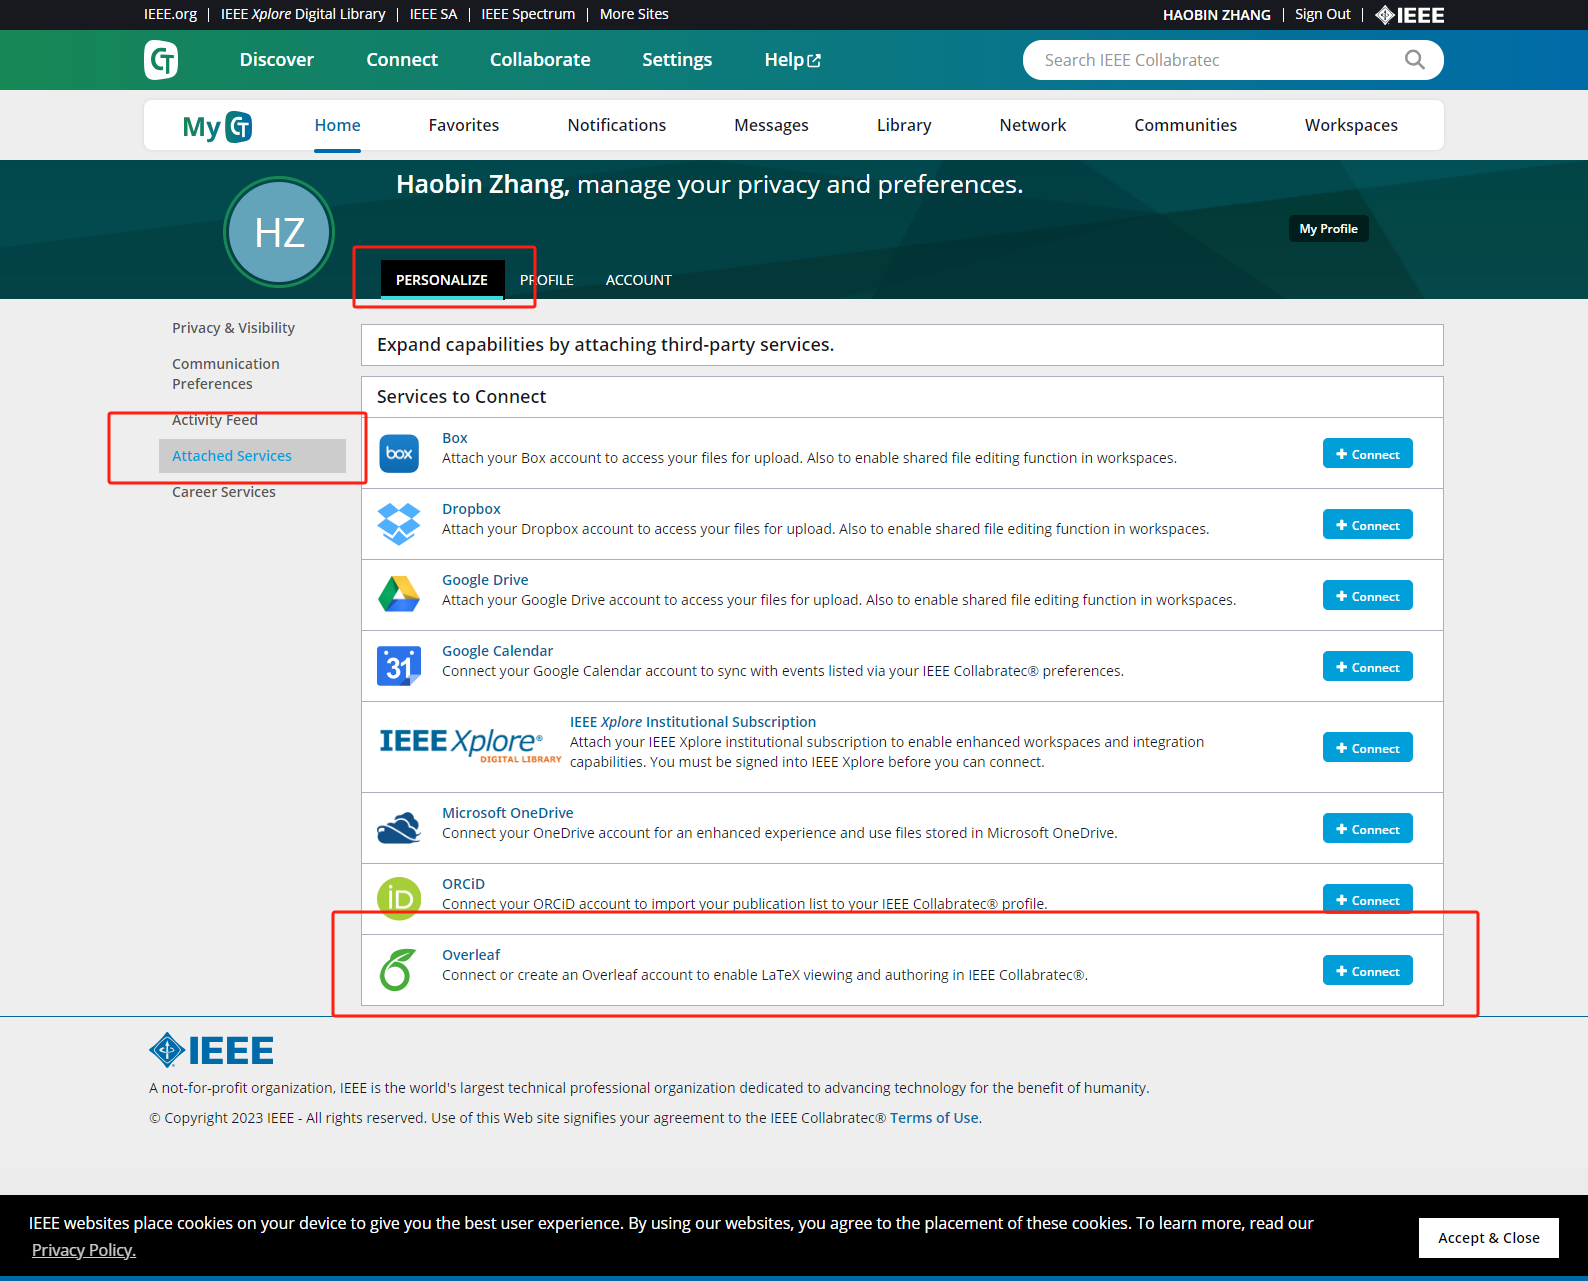 IEEE.org | IEEE Xplore Digital Library | IEEE SA | IEEE Spectrum | More Sites
HAOBIN ZHANG | Sign Out | IEEE
CT Discover Connect Collaborate Settings Help
Search IEEE Collabratec
My CT Home Favorites Notifications Messages Library Network Communities Workspaces
HZ
Haobin Zhang, manage your privacy and preferences.
My Profile
PERSONALIZE PROFILE ACCOUNT
Privacy & Visibility
Communication
Preferences
Activity Feed
Attached Services
Career Services
Expand capabilities by attaching third-party services.
Services to Connect
box
Box
Attach your Box account to access your files for upload. Also to enable shared file editing function in workspaces.
Connect
Dropbox
Attach your Dropbox account to access your files for upload. Also to enable shared file editing function in workspaces.
Connect
Google Drive
Attach your Google Drive account to access your files for upload. Also to enable shared file editing function in workspaces.
Connect
31
Google Calendar
Connect your Google Calendar account to sync with events listed via your IEEE Collabratec® preferences.
Connect
IEEE Xplore®
DIGITAL LIBRARY
IEEE Xplore Institutional Subscription
Attach your IEEE Xplore institutional subscription to enable enhanced workspaces and integration
capabilities. You must be signed into IEEE Xplore before you can connect.
Connect
Microsoft OneDrive
Connect your OneDrive account for an enhanced experience and use files stored in Microsoft OneDrive.
Connect
iD
ORCiD
Connect your ORCiD account to import your publication list to your IEEE Collabratec® profile.
Connect
Overleaf
Connect or create an Overleaf account to enable LaTeX viewing and authoring in IEEE Collabratec®.
Connect
IEEE
A not-for-profit organization, IEEE is the world's largest technical professional organization dedicated to advancing technology for the benefit of humanity.
© Copyright 2023 IEEE - All rights reserved. Use of this Web site signifies your agreement to the IEEE Collabratec® Terms of Use.
IEEE websites place cookies on your device to give you the best user experience. By using our websites, you agree to the placement of these cookies. To learn more, read our
Privacy Policy.
Accept & Close